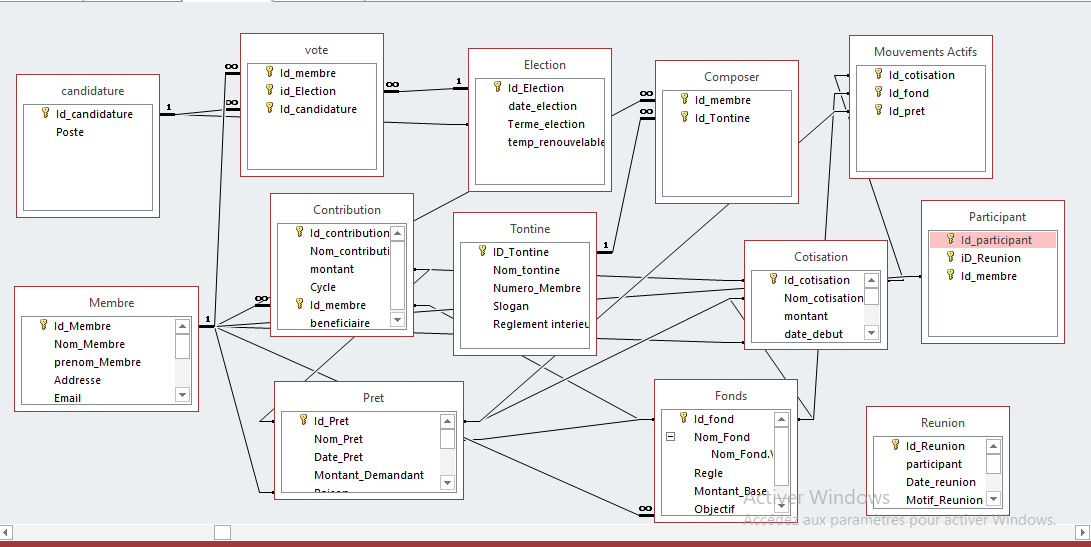 candidature
Id_candidature
Poste
vote
Id_membre
id_Election
Id_candidature
Election
Id_Election
date_election
Terme_election
temp_renouvelable
Composer
Id_membre
Id_Tontine
Mouvements Actifs
Id_cotisation
Id_fond
Id_pret
Contribution
Id_contribution
Nom_contributi
montant
Cycle
Id_membre
beneficiaire
Tontine
ID_Tontine
Nom_tontine
Numero_Membre
Slogan
Reglement interieu
Participant
Id_participant
iD_Reunion
Id_membre
Cotisation
Id_cotisation
Nom_cotisation
montant
date_debut
Membre
Id_Membre
Nom_Membre
prenom_Membre
Addresse
Email
Pret
Id_Pret
Nom_Pret
Date_Pret
Montant_Demandant
Fonds
Id_fond
Nom_Fond
Nom_Fond.V
Regle
Montant_Base
Objectif
Reunion
Id_Reunion
participant
Date_reunion
Motif_Reunion
1
∞
∞
∞
1
∞
∞
1
∞
1
∞
Activer Windows
Accédez aux paramètres pour activer Windows.